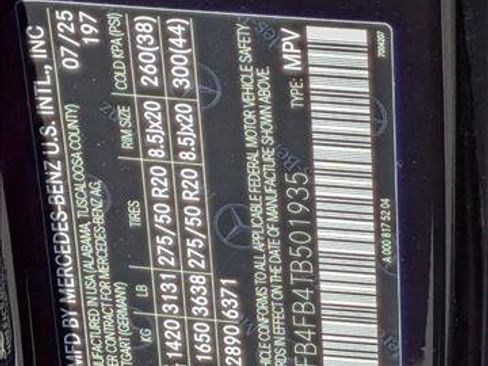 MFD BY MERCEDES-BENZ U.S. INTL., INC
07/25
197
MANUFACTURED IN USA (ALABAMA, TUSCALOOSA COUNTY)
UNDER CONTRACT FOR MERCEDES-BENZ AG
STUTTGART (GERMANY)
KG LB TIRES RIM SIZE COLD KPA (PSI)
1420 3131 275/50 R20 8.5Jx20 260(38)
1650 3638 275/50 R20 8.5Jx20 300(44)
2890 6371
VEHICLE CONFORMS TO ALL APPLICABLE FEDERAL MOTOR VEHICLE SAFETY
IN EFFECT ON THE DATE OF MANUFACTURE SHOWN ABOVE.
FB4FB4TB501935 TYPE: MPV
A 000 817 52 04
7004207